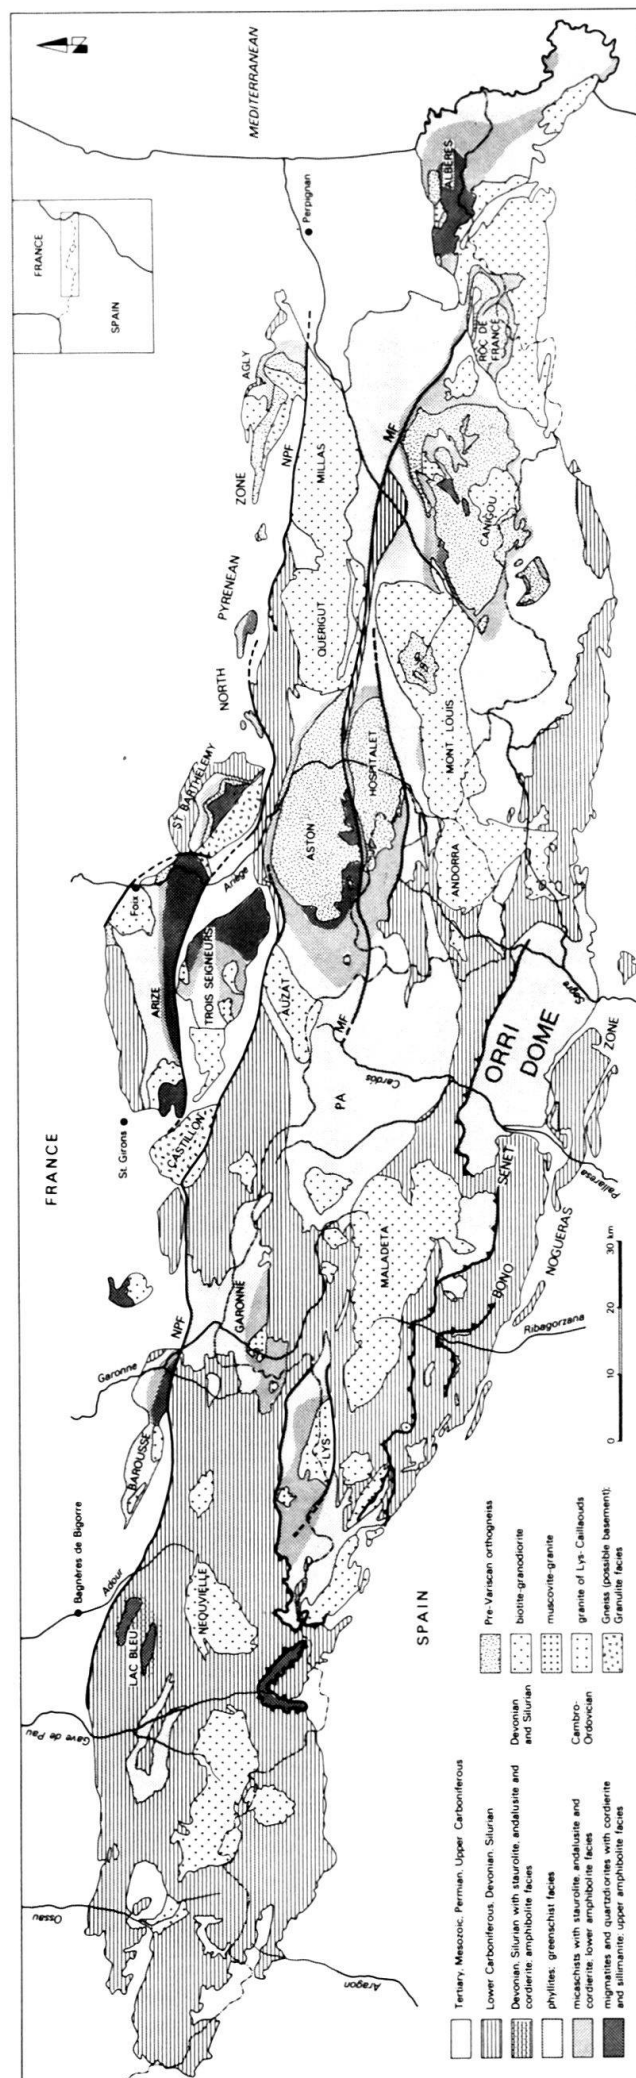 N
MEDITERRANEAN
FRANCE
SPAIN
Perpignan
ALBÈRES
ROC DE
FRANCE
AGLY
ZONE
NPF
MILLAS
MF
CANIGOU
PYRENEAN
QUERIGUT
NORTH
MONT LOUIS
ST BARTHELEMY
HOSPITALET
ASTON
ANDORRA
Foix
Ariège
ARIZE
TROIS SEIGNEURS
AUZAT
MF
Segre
ORRI
DOME
ZONE
FRANCE
St. Girons
CASTILLON
PA
Cardós
Pallaresa
SENET
NOGUERAS
MALADETA
BONO
Ribagorzana
GARONNE
NPF
Garonne
BAROUSSE
LYS
0 10 20 30 km
Bagnères de Bigorre
Adour
LAC BLEU
NEOUVIELLE
SPAIN
Gave de Pau
Ossau
Aragon
Tertiary, Mesozoic, Permian, Upper Carboniferous
Lower Carboniferous, Devonian, Silurian
Devonian, Silurian with staurolite, andalusite and
cordierite; amphibolite facies
Devonian
and Silurian
phyllites; greenschist facies
micaschists with staurolite, andalusite and
cordierite; lower amphibolite facies
Cambro-
Ordovician
migmatites and quartzdiorites with cordierite
and sillimanite; upper amphibolite facies
Pre-Variscan orthogneiss
biotite-granodiorite
muscovite-granite
granite of Lys-Caillaouds
Gneiss (possible basement):
Granulite facies